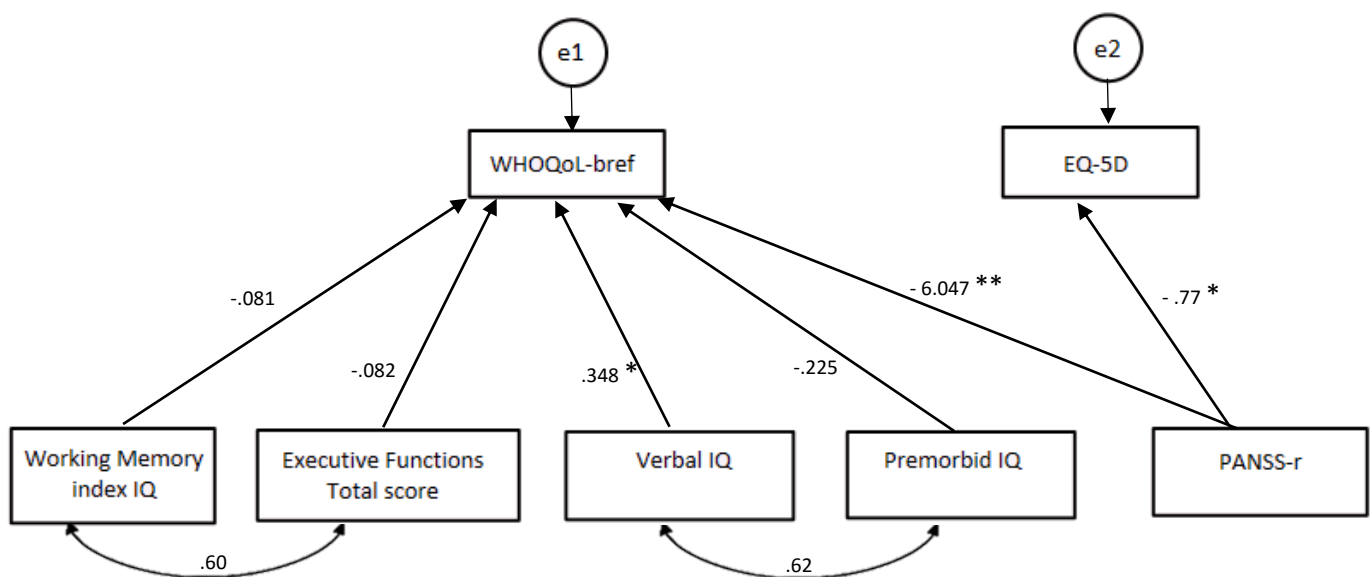 e1
e2
WHOQoL-bref
EQ-5D
-.081
-.082
.348 *
-.225
- 6.047 **
- .77 *
Working Memory
index IQ
Executive Functions
Total score
Verbal IQ
Premorbid IQ
PANSS-r
.60
.62